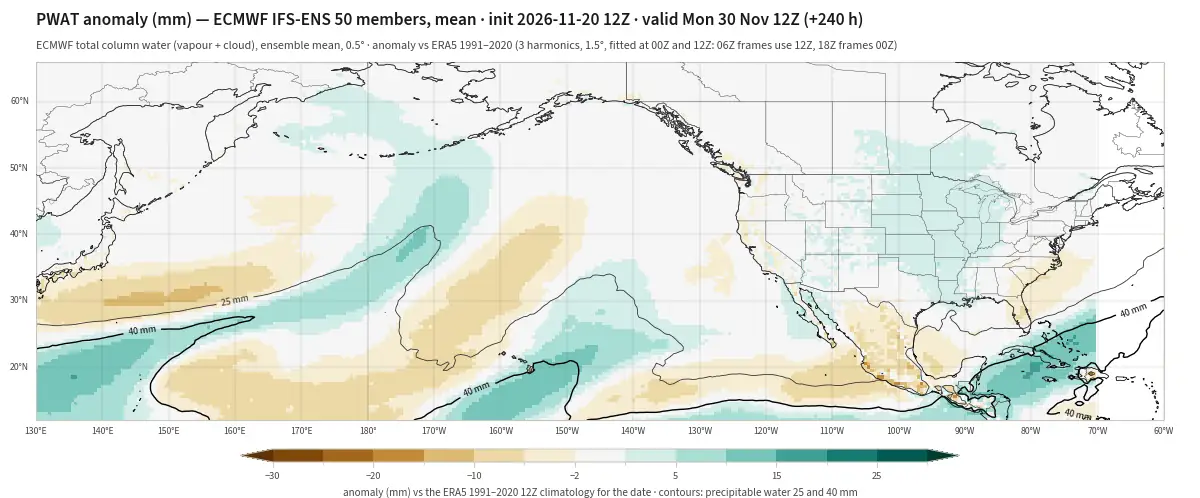 PWAT anomaly (mm) — ECMWF IFS-ENS 50 members, mean · init 2026-11-20 12Z · valid Mon 30 Nov 12Z (+240 h)
ECMWF total column water (vapour + cloud), ensemble mean, 0.5° · anomaly vs ERA5 1991–2020 (3 harmonics, 1.5°, fitted at 00Z and 12Z: 06Z frames use 12Z, 18Z frames 00Z)
60°N
50°N
40°N
30°N
20°N
25 mm
40 mm
40 mm
40 mm
40 mm
130°E 140°E 150°E 160°E 170°E 180° 170°W 160°W 150°W 140°W 130°W 120°W 110°W 100°W 90°W 80°W 70°W 60°W
−30 −20 −10 −2 5 15 25
anomaly (mm) vs the ERA5 1991–2020 12Z climatology for the date · contours: precipitable water 25 and 40 mm